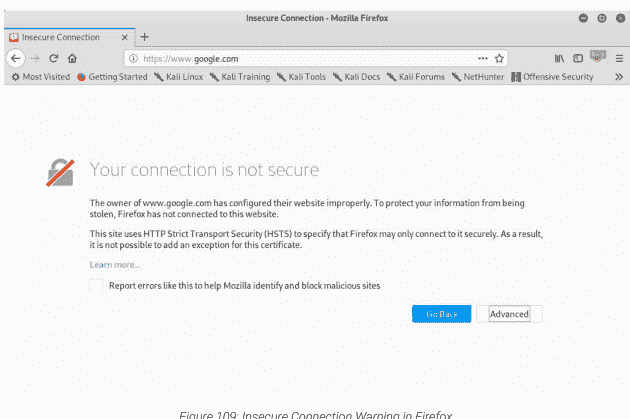 Insecure Connection - Mozilla Firefox
Insecure Connection × +
https://www.google.com
Most Visited Getting Started Kali Linux Kali Training Kali Tools Kali Docs Kali Forums NetHunter Offensive Security »
Your connection is not secure
The owner of www.google.com has configured their website improperly. To protect your information from being
stolen, Firefox has not connected to this website.
This site uses HTTP Strict Transport Security (HSTS) to specify that Firefox may only connect to it securely. As a result,
it is not possible to add an exception for this certificate.
Learn more...
Report errors like this to help Mozilla identify and block malicious sites
Go Back Advanced
Figure 109: Insecure Connection Warning in Firefox